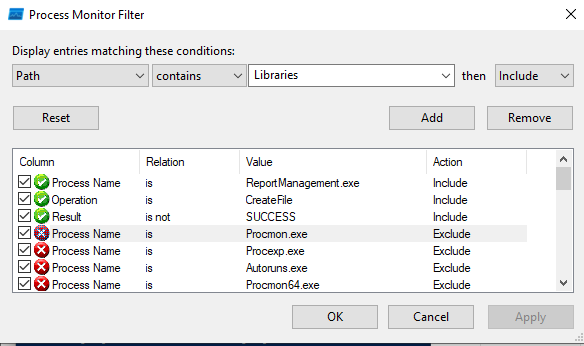 Process Monitor Filter
Display entries matching these conditions:
Path contains Libraries then Include
Reset Add Remove
Column Relation Value Action
Process Name is ReportManagement.exe Include
Operation is CreateFile Include
Result is not SUCCESS Include
Process Name is Procmon.exe Exclude
Process Name is Procexp.exe Exclude
Process Name is Autoruns.exe Exclude
Process Name is Procmon64.exe Exclude
OK Cancel Apply